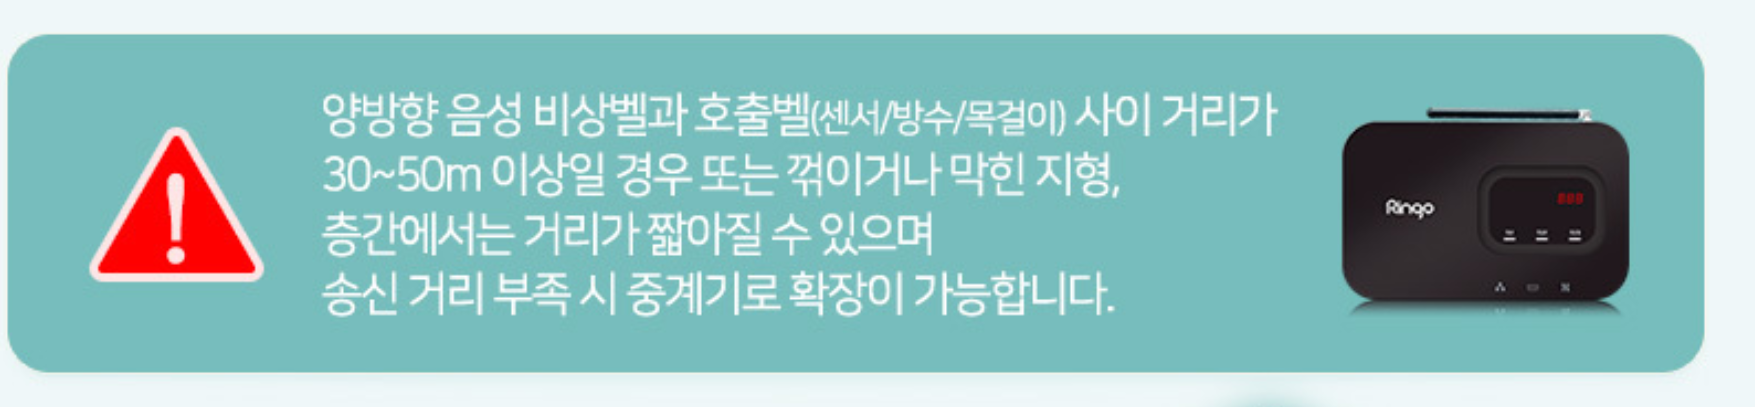 양방향 음성 비상벨과 호출벨(센서/방수/목걸이) 사이 거리가
30~50m 이상일 경우 또는 꺾이거나 막힌 지형,
층간에서는 거리가 짧아질 수 있으며
송신 거리 부족 시 중계기로 확장이 가능합니다.
Ringo
888